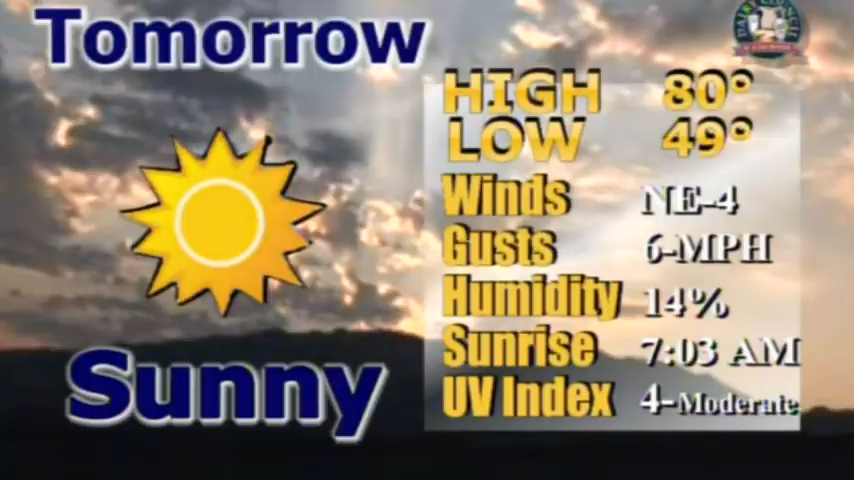 Tomorrow
HIGH 80°
LOW 49°
Winds NE-4
Gusts 6-MPH
Humidity 14%
Sunrise 7:03 AM
UV Index 4-Moderate
Sunny